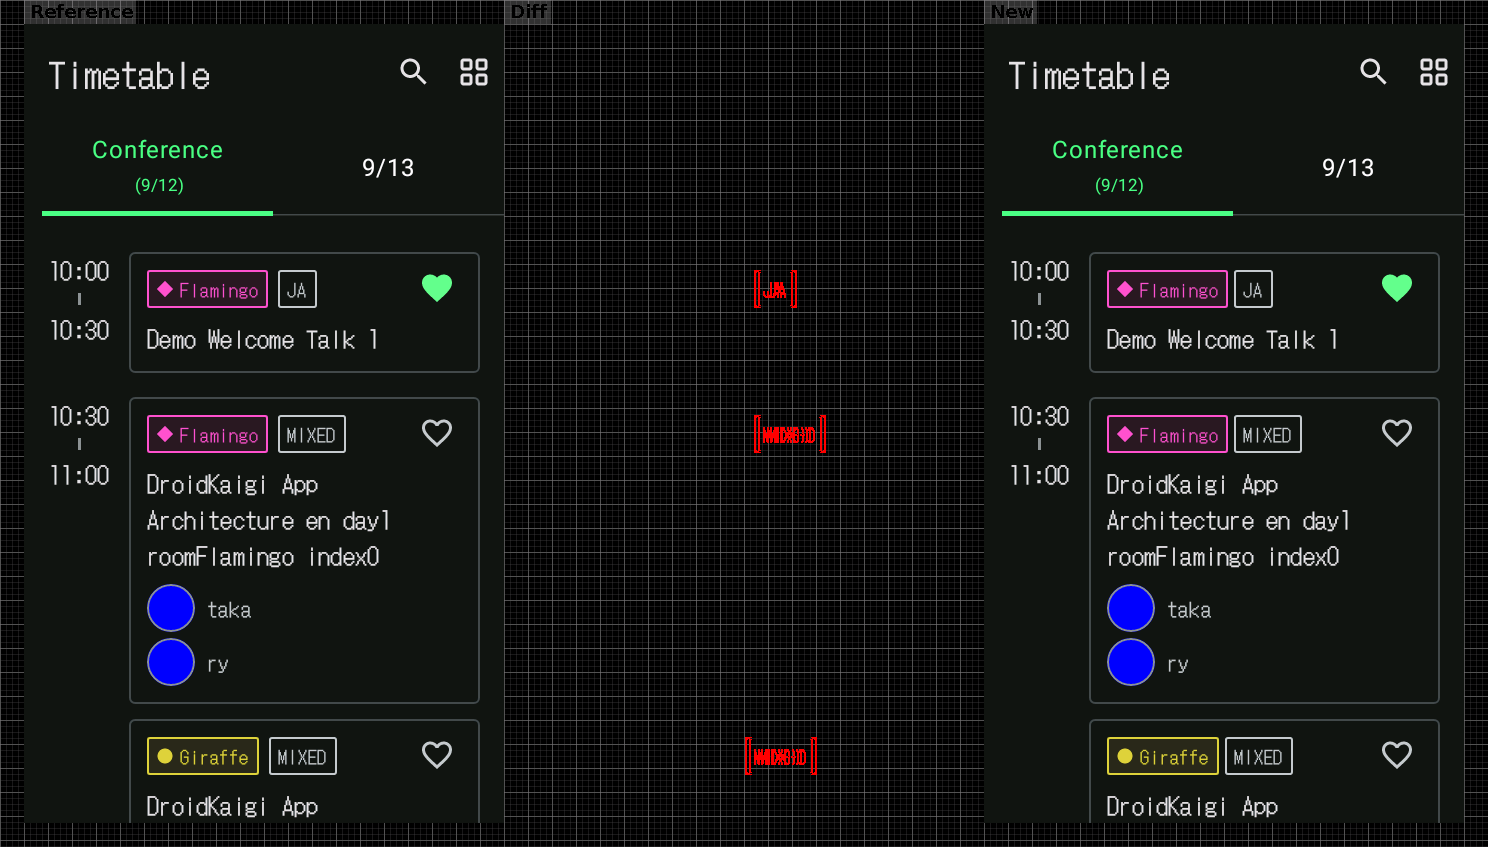 Reference
Timetable
Conference
(9/12)
9/13
10:00
10:30
Flamingo
JA
Demo Welcome Talk 1
10:30
11:00
Flamingo
MIXED
DroidKaigi App
Architecture en day1
roomFlamingo index0
taka
ry
Giraffe
MIXED
DroidKaigi App
Diff
New
Timetable
Conference
(9/12)
9/13
10:00
10:30
Flamingo
JA
Demo Welcome Talk 1
10:30
11:00
Flamingo
MIXED
DroidKaigi App
Architecture en day1
roomFlamingo index0
taka
ry
Giraffe
MIXED
DroidKaigi App